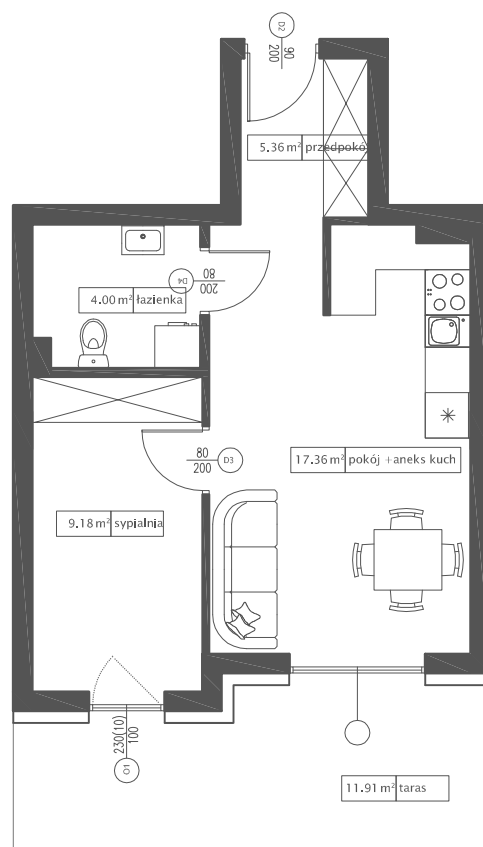 D2
90
200
5.36 m² przedpokó
D4
80
200
4.00 m² łazienka
80
200
D3
17.36 m² pokój +aneks kuch
9.18 m² sypialnia
230(10)
100
O1
11.91 m² taras